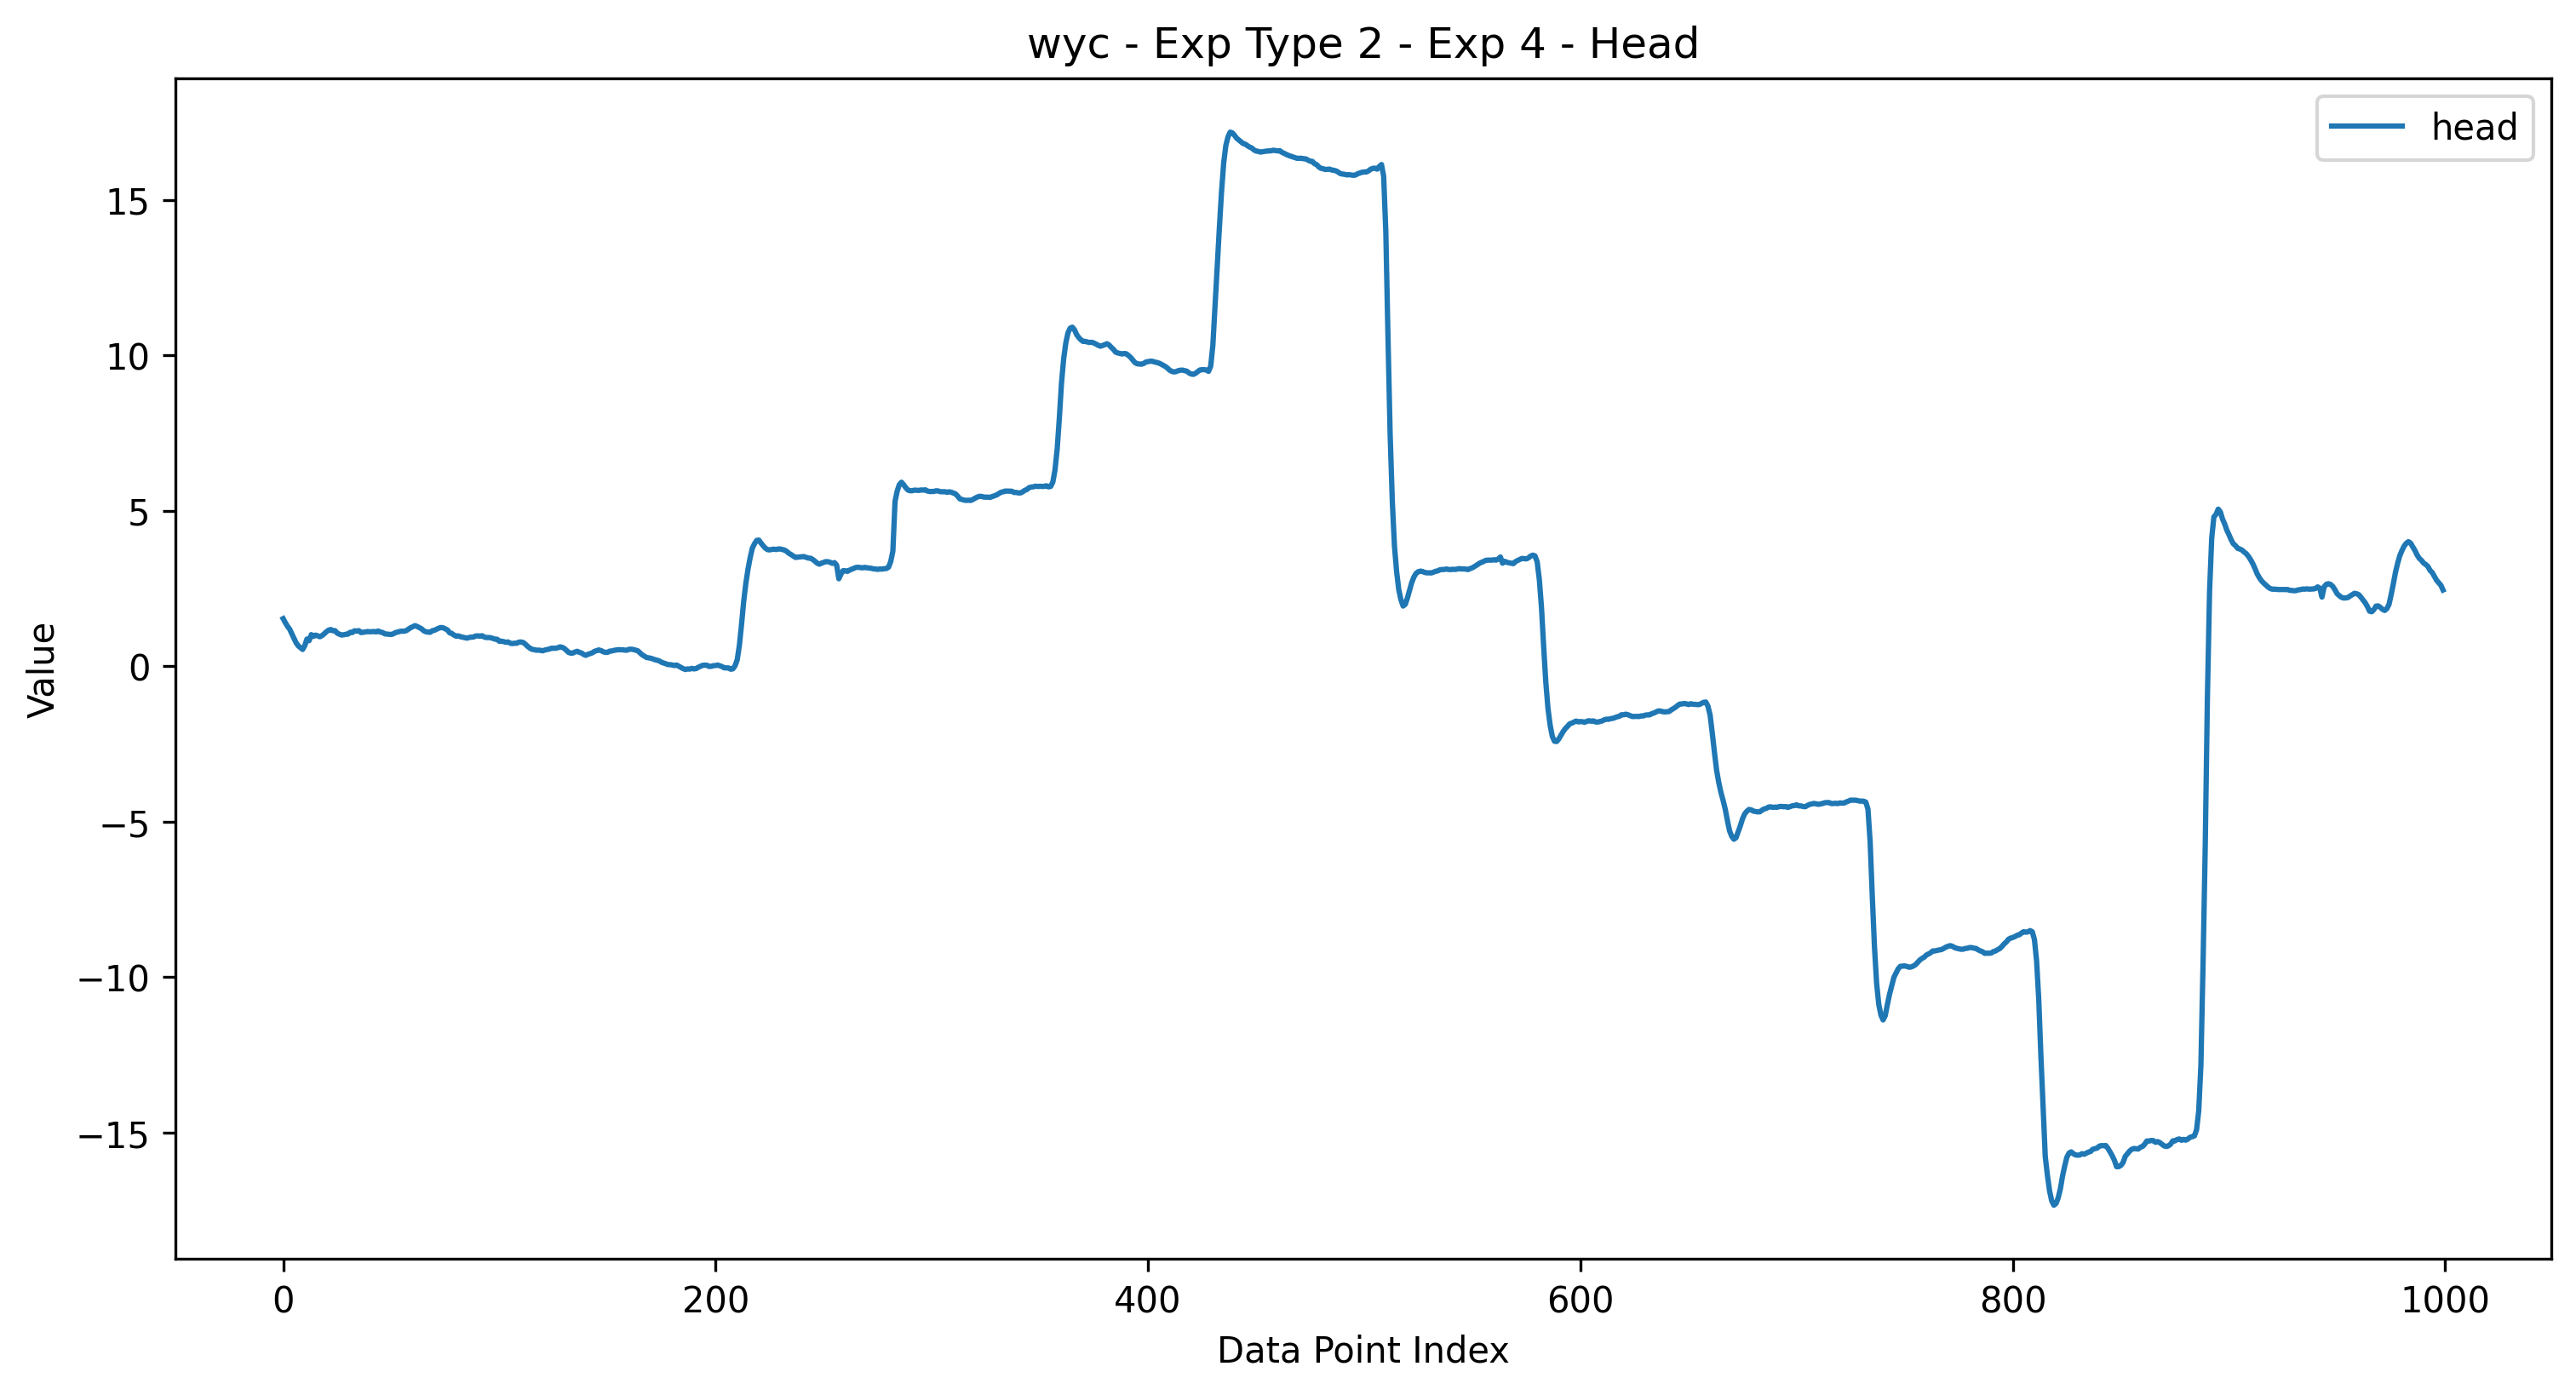 wyc - Exp Type 2 - Exp 4 - Head
head
15
10
5
0
−5
−10
−15
Value
0 200 400 600 800 1000
Data Point Index